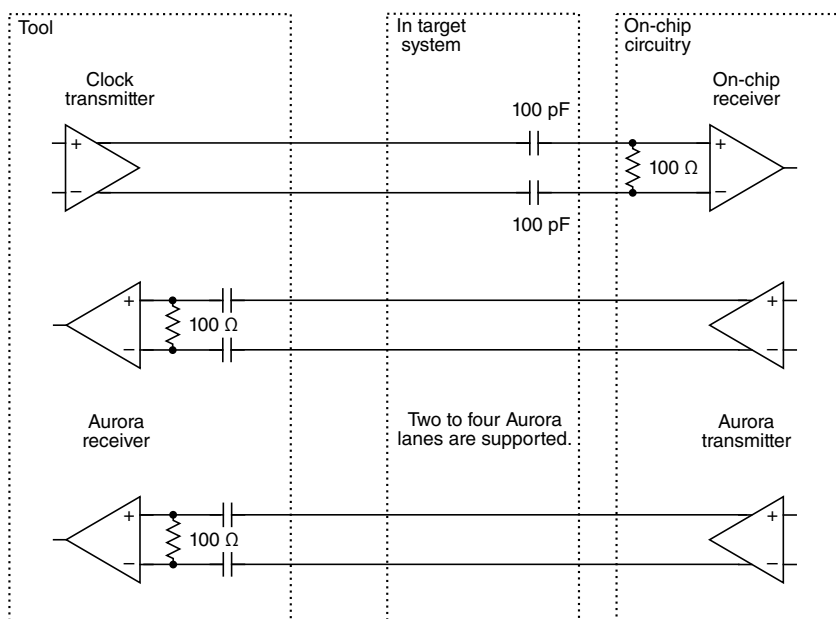 Tool
In target
system
On-chip
circuitry
Clock
transmitter
On-chip
receiver
100 pF
+
+
100 Ω
−
−
100 pF
+
+
100 Ω
−
−
Aurora
receiver
Two to four Aurora
lanes are supported.
Aurora
transmitter
+
+
100 Ω
−
−